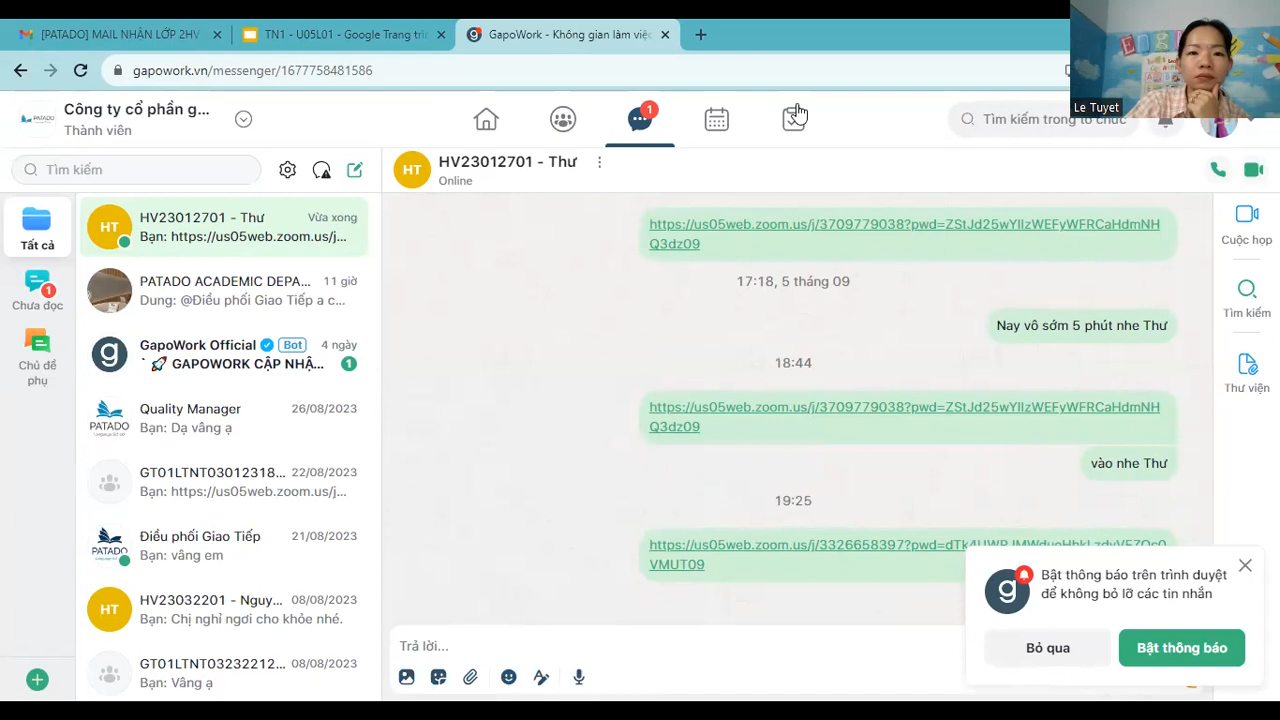 [PATADO] MAIL NHẬN LỚP 2HV
TN1 - U05L01 - Google Trang trìn
GapoWork - Không gian làm việc
gapowork.vn/messenger/1677758481586
Le Tuyet
PATADO
Công ty cổ phần g...
Thành viên
1
Tìm kiếm trong tổ chức
Tìm kiếm
HT
HV23012701 - Thư
Online
Tất cả
1
Chưa đọc
Chủ đề
phụ
HT
HV23012701 - Thư
Vừa xong
Bạn: https://us05web.zoom.us/j...
PATADO ACADEMIC DEPA...
11 giờ
Dung: @Điều phối Giao Tiếp a c...
GapoWork Official
Bot
4 ngày
` 🚀 GAPOWORK CẬP NHẬ...
1
PATADO
Quality Manager
26/08/2023
Bạn: Dạ vâng ạ
GT01LTNT03012318...
22/08/2023
Bạn: https://us05web.zoom.us/j...
PATADO
Điều phối Giao Tiếp
21/08/2023
Bạn: vâng em
HT
HV23032201 - Nguy...
08/08/2023
Bạn: Chị nghỉ ngơi cho khỏe nhé.
GT01LTNT03232212...
08/08/2023
Bạn: Vâng ạ
https://us05web.zoom.us/j/3709779038?pwd=ZStJd25wYllzWEFyWFRCaHdmNH
Q3dz09
17:18, 5 tháng 09
Nay vô sớm 5 phút nhe Thư
18:44
https://us05web.zoom.us/j/3709779038?pwd=ZStJd25wYllzWEFyWFRCaHdmNH
Q3dz09
vào nhe Thư
19:25
VMUT09
Trả lời...
Cuộc họp
Tìm kiếm
Thư viện
g
Bật thông báo trên trình duyệt
để không bỏ lỡ các tin nhắn
Bỏ qua
Bật thông báo